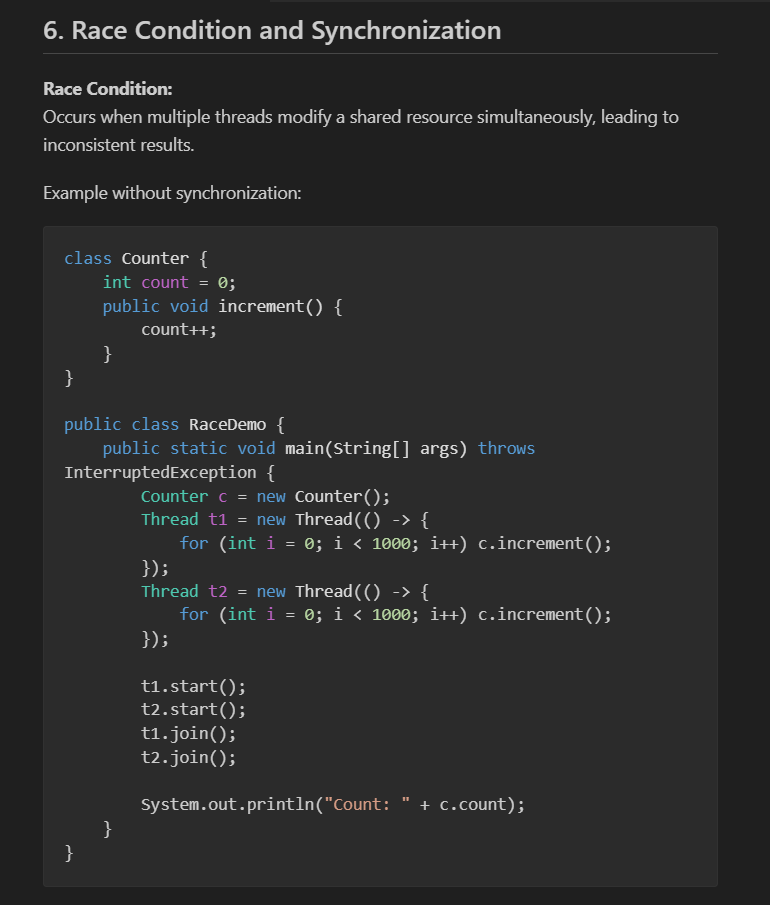 6. Race Condition and Synchronization
Race Condition:
Occurs when multiple threads modify a shared resource simultaneously, leading to
inconsistent results.
Example without synchronization:
class Counter {
    int count = 0;
    public void increment() {
        count++;
    }
}

public class RaceDemo {
    public static void main(String[] args) throws
InterruptedException {
        Counter c = new Counter();
        Thread t1 = new Thread(() -> {
            for (int i = 0; i < 1000; i++) c.increment();
        });
        Thread t2 = new Thread(() -> {
            for (int i = 0; i < 1000; i++) c.increment();
        });

        t1.start();
        t2.start();
        t1.join();
        t2.join();

        System.out.println("Count: " + c.count);
    }
}